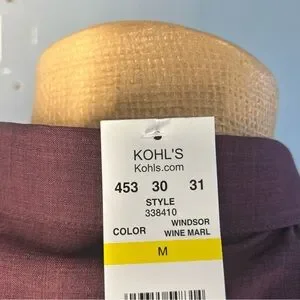 KOHL'S
Kohls.com
453 30 31
STYLE
338410
WINDSOR
COLOR WINE MARL
M